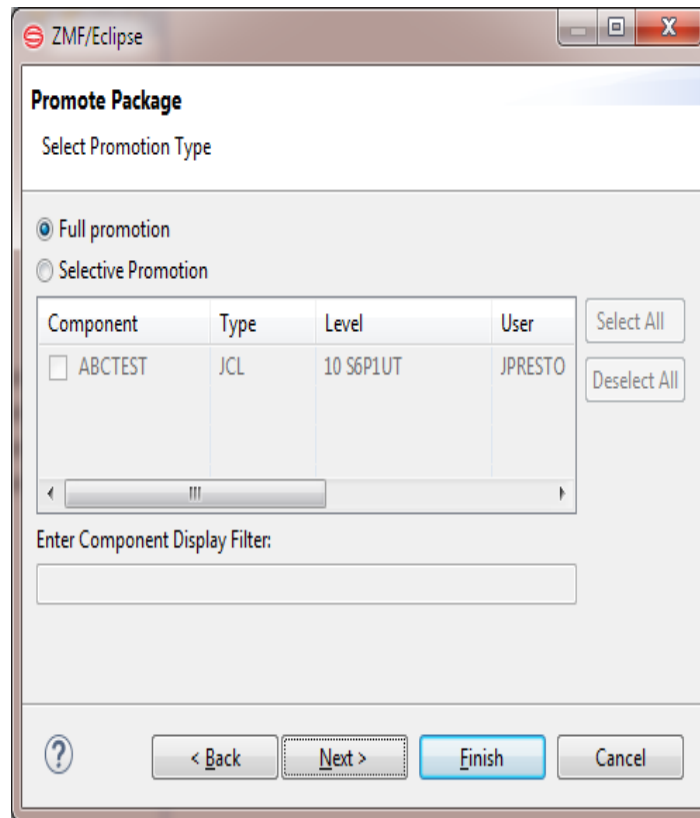 ZMF/Eclipse
Promote Package
Select Promotion Type
Full promotion
Selective Promotion
Component Type Level User
ABCTEST JCL 10 S6P1UT JPRESTO
Select All
Deselect All
Enter Component Display Filter:
? < Back Next > Finish Cancel